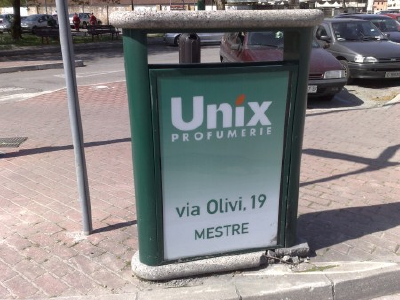 Unix
PROFUMERIE
via Olivi, 19
MESTRE